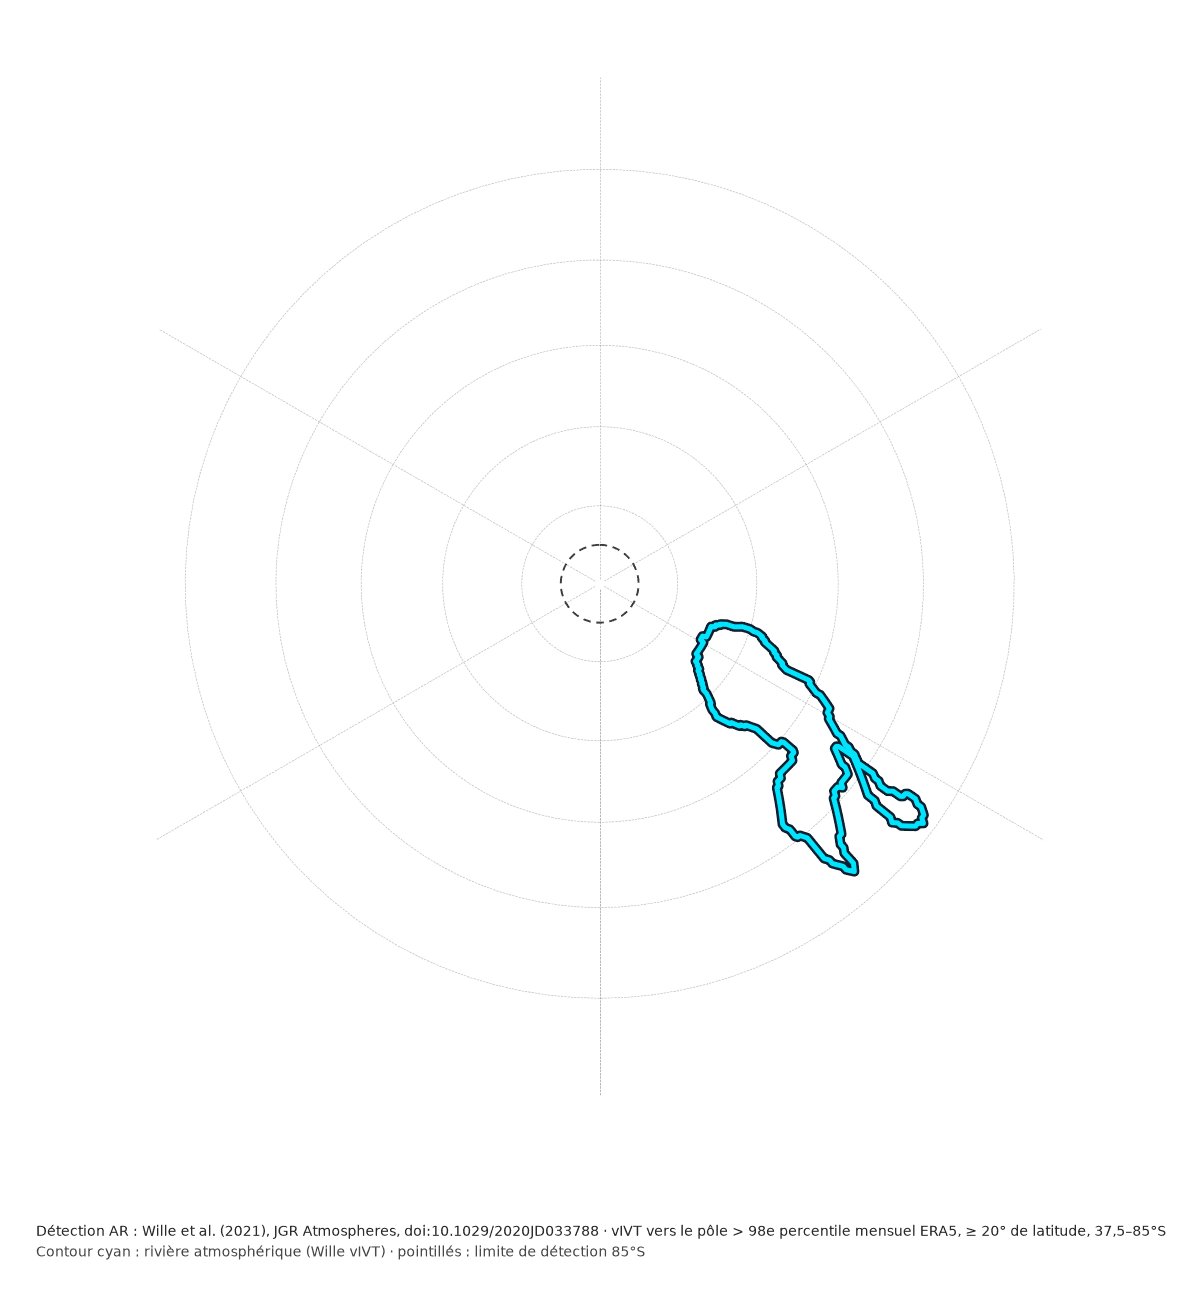 Détection AR : Wille et al. (2021), JGR Atmospheres, doi:10.1029/2020JD033788 · vIVT vers le pôle > 98e percentile mensuel ERA5, ≥ 20° de latitude, 37,5–85°S
Contour cyan : rivière atmosphérique (Wille vIVT) · pointillés : limite de détection 85°S